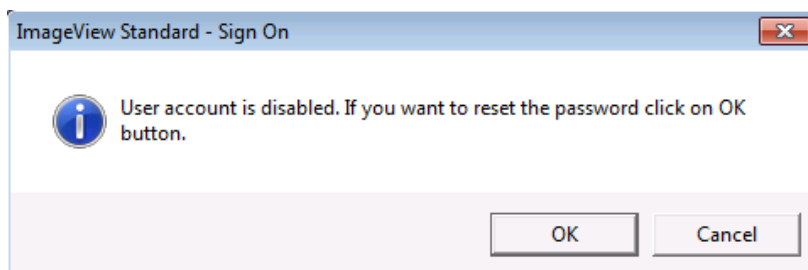 ImageView Standard - Sign On
User account is disabled. If you want to reset the password click on OK
button.
OK
Cancel